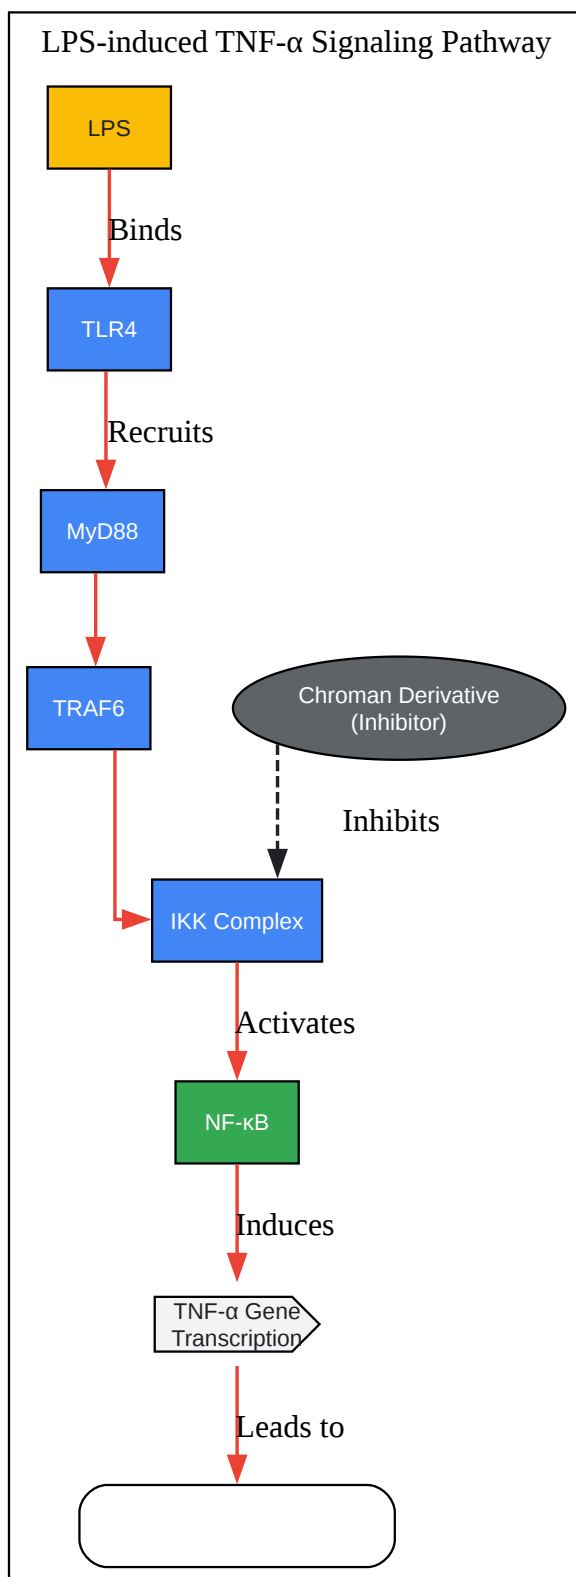 LPS-induced TNF-α Signaling Pathway
LPS
Binds
TLR4
Recruits
MyD88
TRAF6
Chroman Derivative
(Inhibitor)
Inhibits
IKK Complex
Activates
NF-κB
Induces
TNF-α Gene
Transcription
Leads to